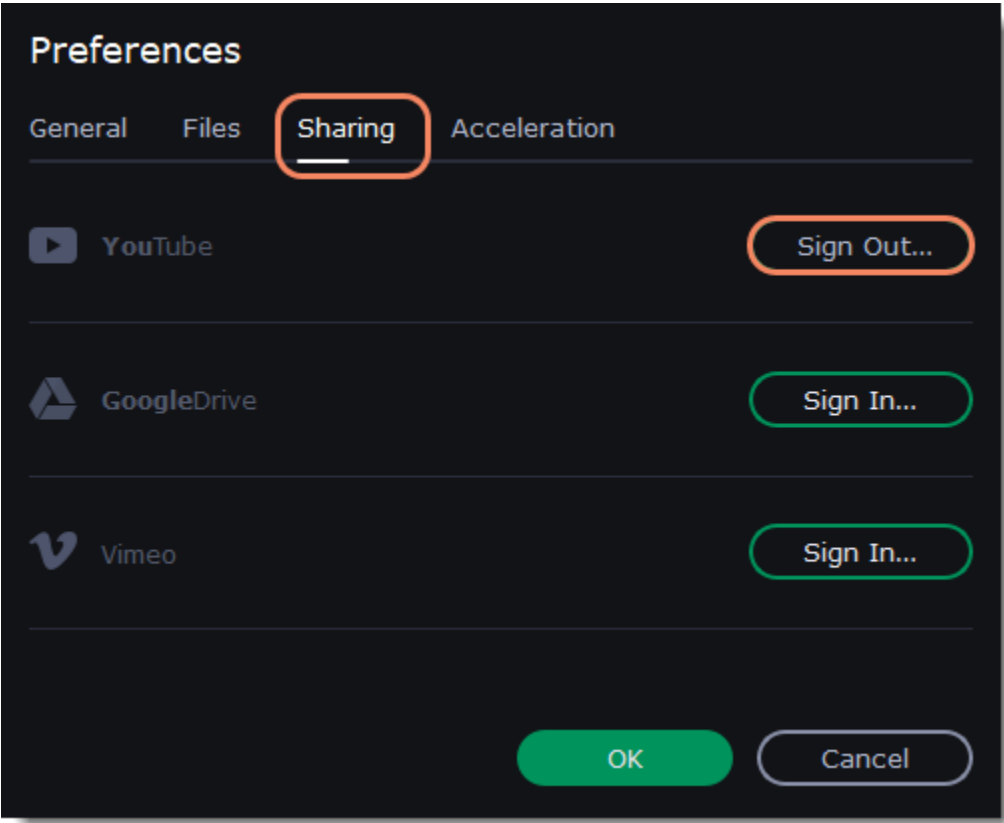 Preferences
General Files Sharing Acceleration
YouTube Sign Out...
GoogleDrive Sign In...
Vimeo Sign In...
OK Cancel